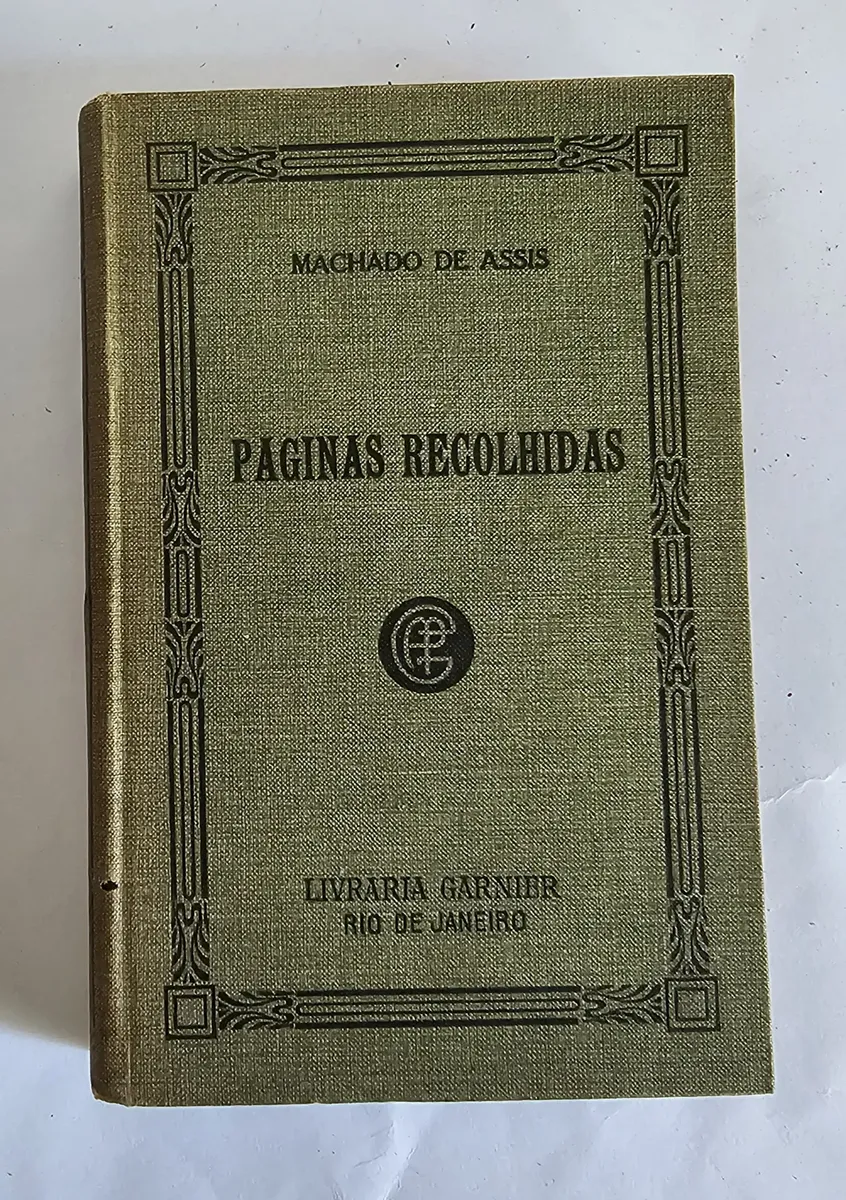 MACHADO DE ASSIS
PAGINAS RECOLHIDAS
LIVRARIA GARNIER
RIO DE JANEIRO